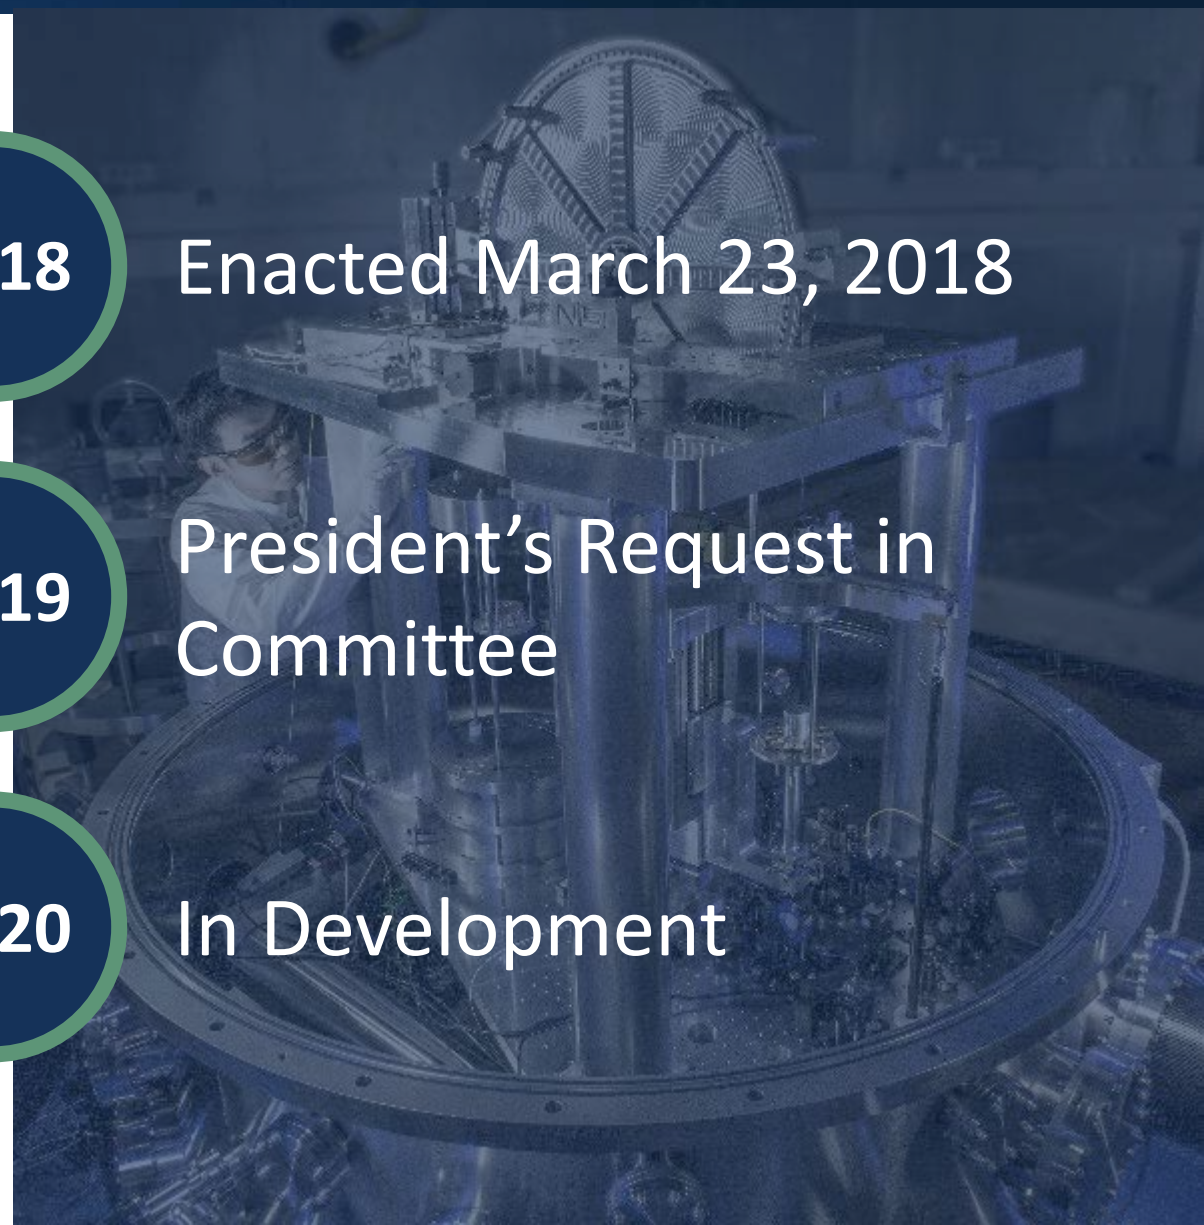 18
Enacted March 23, 2018
19
President’s Request in
Committee
20
In Development